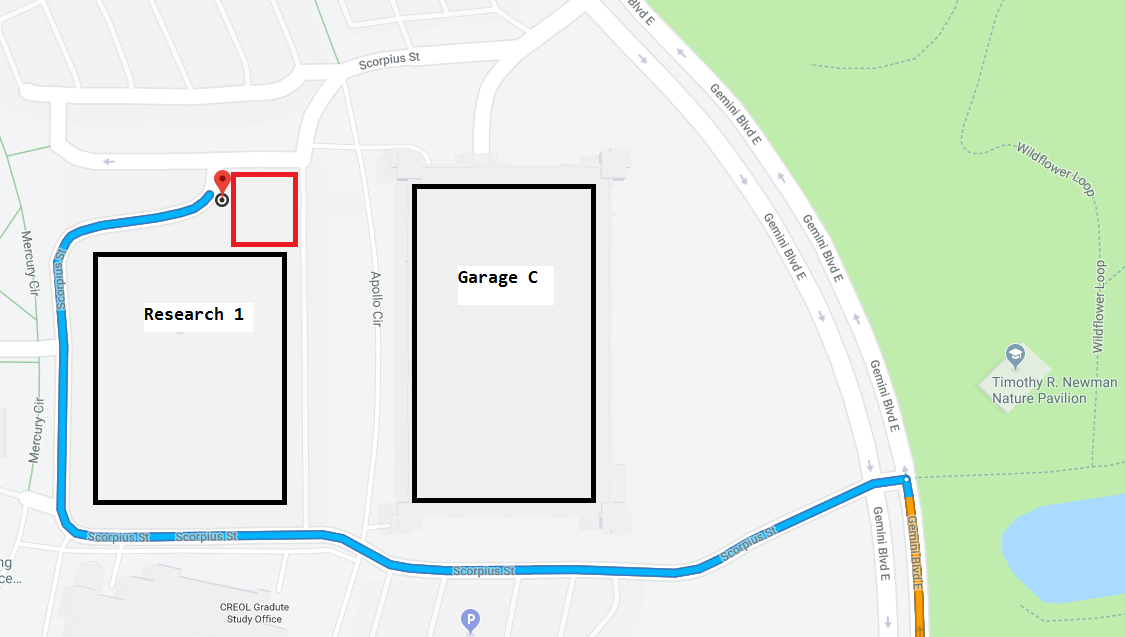 Blvd E
Scorpius St
Gemini Blvd E
Wildflower Loop
Gemini Blvd E
Gemini Blvd E
Mercury Cir
Scorpius St
Apollo Cir
Garage C
Wildflower Loop
Research 1
Timothy R. Newman
Nature Pavilion
Gemini Blvd E
Mercury Cir
Gemini Blvd E
Gemini Blvd E
Scorpius St
Scorpius St
Scorpius St
Scorpius St
ng
ce...
CREOL Gradute
Study Office
P